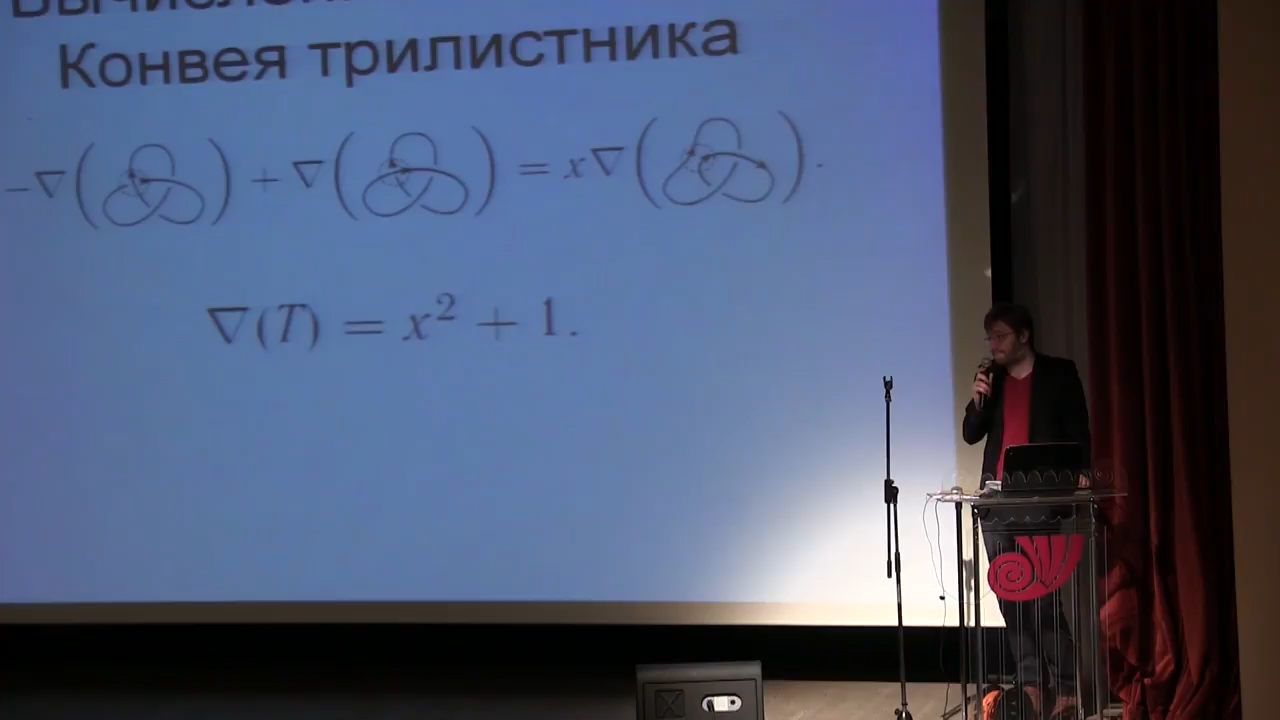 Конвея трилистника
−∇( ) + ∇( ) = x∇( ).
∇(T) = x² + 1.